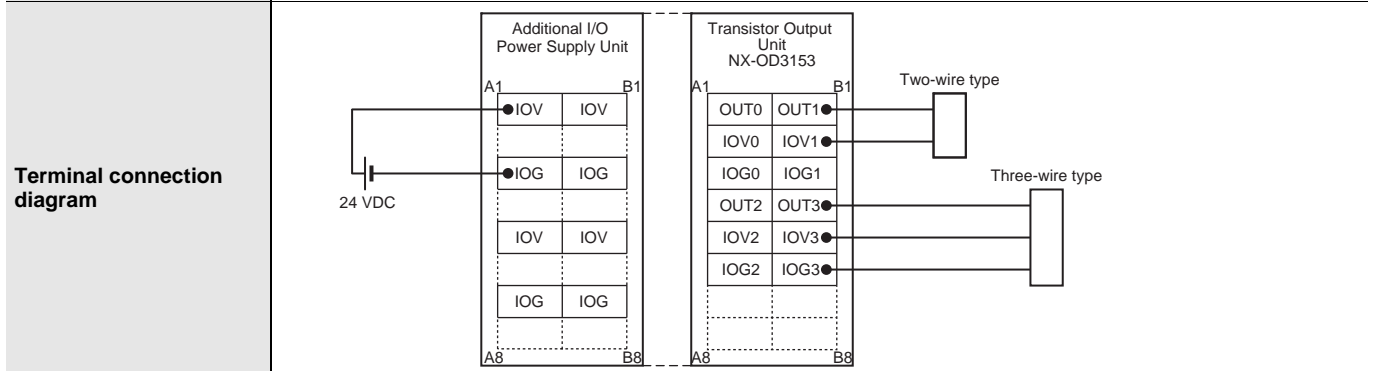 Terminal connection
diagram
Additional I/O
Power Supply Unit
A1
B1
IOV IOV
IOG IOG
IOV IOV
IOG IOG
A8
B8
24 VDC
Transistor Output
Unit
NX-OD3153
A1
B1
OUT0 OUT1
IOV0 IOV1
IOG0 IOG1
OUT2 OUT3
IOV2 IOV3
IOG2 IOG3
A8
B8
Two-wire type
Three-wire type